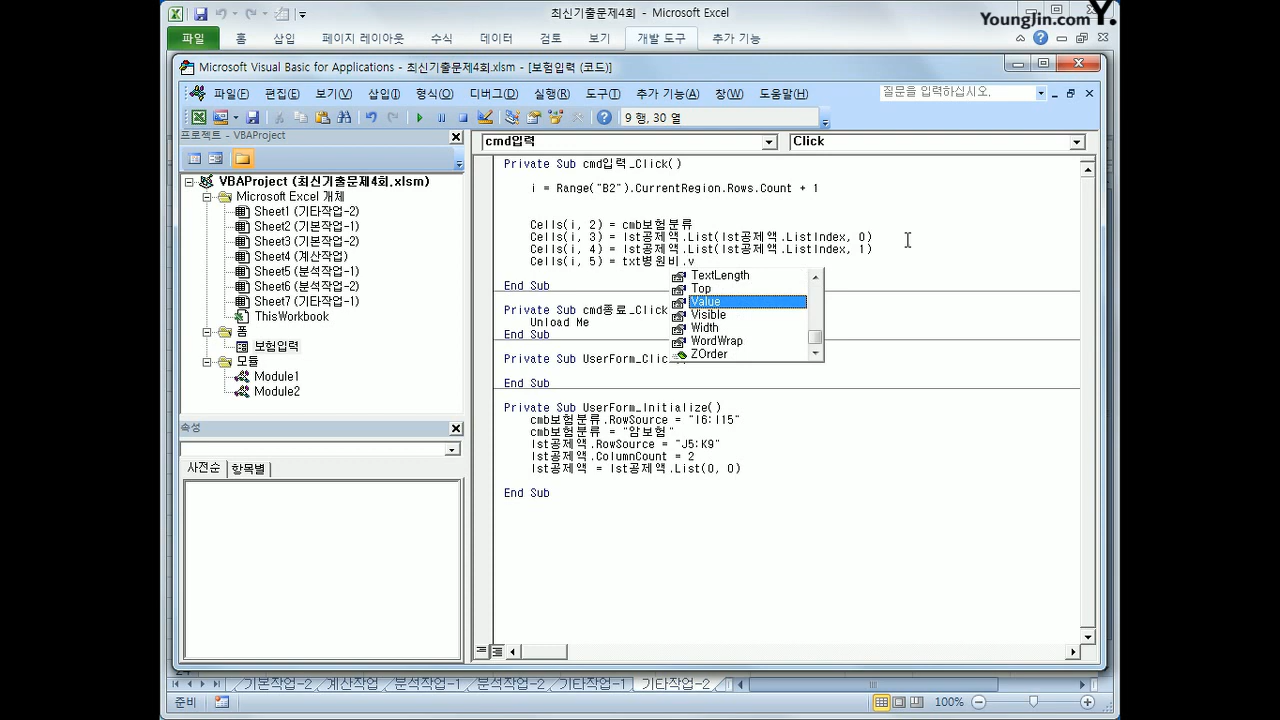 최신기출문제4회 - Microsoft Excel
YoungJin.com Y.
파일 홈 삽입 페이지 레이아웃 수식 데이터 검토 보기 개발 도구 추가 기능
Microsoft Visual Basic for Applications - 최신기출문제4회.xlsm - [보험입력 (코드)]
파일(F) 편집(E) 보기(V) 삽입(I) 형식(O) 디버그(D) 실행(R) 도구(T) 추가 기능(A) 창(W) 도움말(H) 질문을 입력하십시오.
9 행, 30 열
프로젝트 - VBAProject
cmd입력 Click
VBAProject (최신기출문제4회.xlsm)
Microsoft Excel 개체
Sheet1 (기타작업-2)
Sheet2 (기본작업-1)
Sheet3 (기본작업-2)
Sheet4 (계산작업)
Sheet5 (분석작업-1)
Sheet6 (분석작업-2)
Sheet7 (기타작업-1)
ThisWorkbook
폼
보험입력
모듈
Module1
Module2
속성
사전순 항목별
Private Sub cmd입력_Click()
i = Range("B2").CurrentRegion.Rows.Count + 1
Cells(i, 2) = cmb보험분류
Cells(i, 3) = lst공제액.List(lst공제액.ListIndex, 0)
Cells(i, 4) = lst공제액.List(lst공제액.ListIndex, 1)
Cells(i, 5) = txt병원비.v
TextLength
Top
Value
Visible
Width
WordWrap
ZOrder
End Sub
Private Sub cmd종료_Click
Unload Me
End Sub
Private Sub UserForm_Clic
End Sub
Private Sub UserForm_Initialize()
cmb보험분류.RowSource = "I6:I15"
cmb보험분류 = "암보험"
lst공제액.RowSource = "J5:K9"
lst공제액.ColumnCount = 2
lst공제액 = lst공제액.List(0, 0)
End Sub
기본작업-2 계산작업 분석작업-1 분석작업-2 기타작업-1 기타작업-2
준비 100%